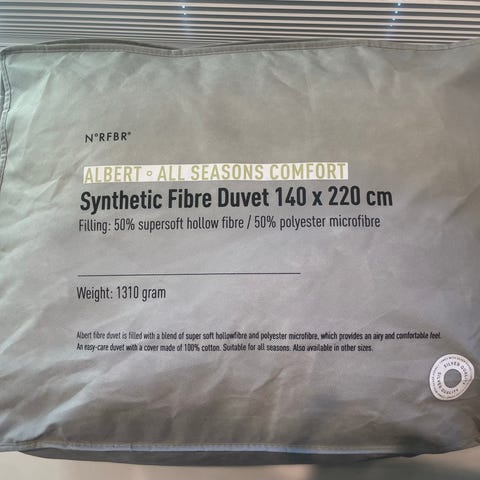 N°RFBR°
ALBERT ° ALL SEASONS COMFORT
Synthetic Fibre Duvet 140 x 220 cm
Filling: 50% supersoft hollow fibre / 50% polyester microfibre
Weight: 1310 gram
Albert fibre duvet is filled with a blend of super soft hollowfibre and polyester microfibre, which provides an airy and comfortable feel.
An easy-care duvet with a cover made of 100% cotton. Suitable for all seasons. Also available in other sizes.
SILVER QUALITY